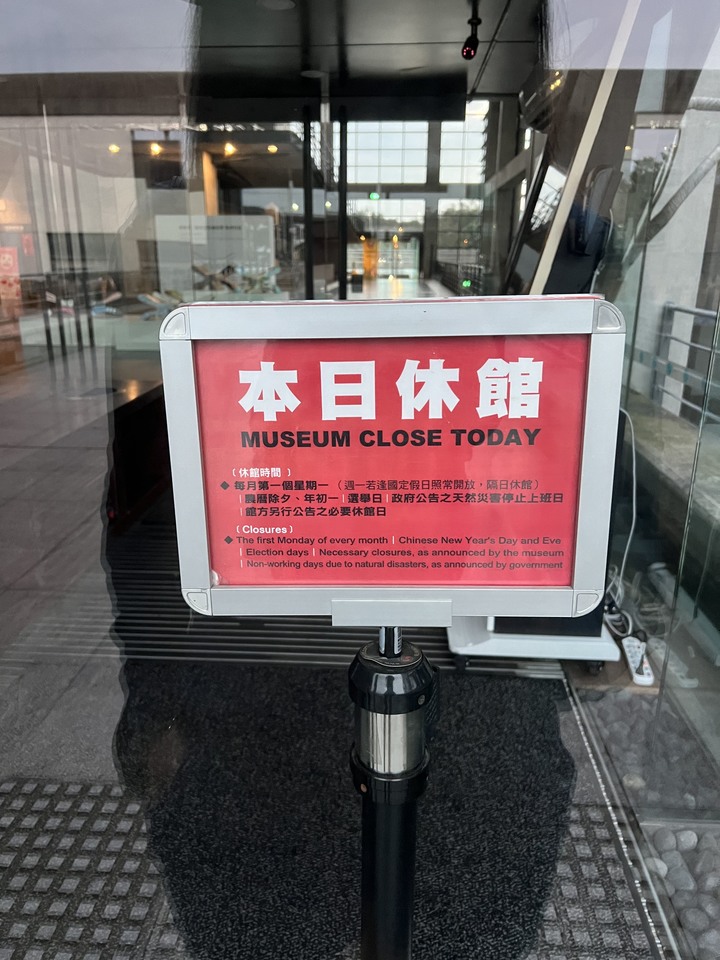 本日休館
MUSEUM CLOSE TODAY
（休館時間 ）
◆ 每月第一個星期一 （週一若逢國定假日照常開放，隔日休館）
| 農曆除夕、年初一 | 選舉日 | 政府公告之天然災害停止上班日
| 館方另行公告之必要休館日
（Closures）
◆ The first Monday of every month | Chinese New Year's Day and Eve
| Election days | Necessary closures, as announced by the museum
| Non-working days due to natural disasters, as announced by government